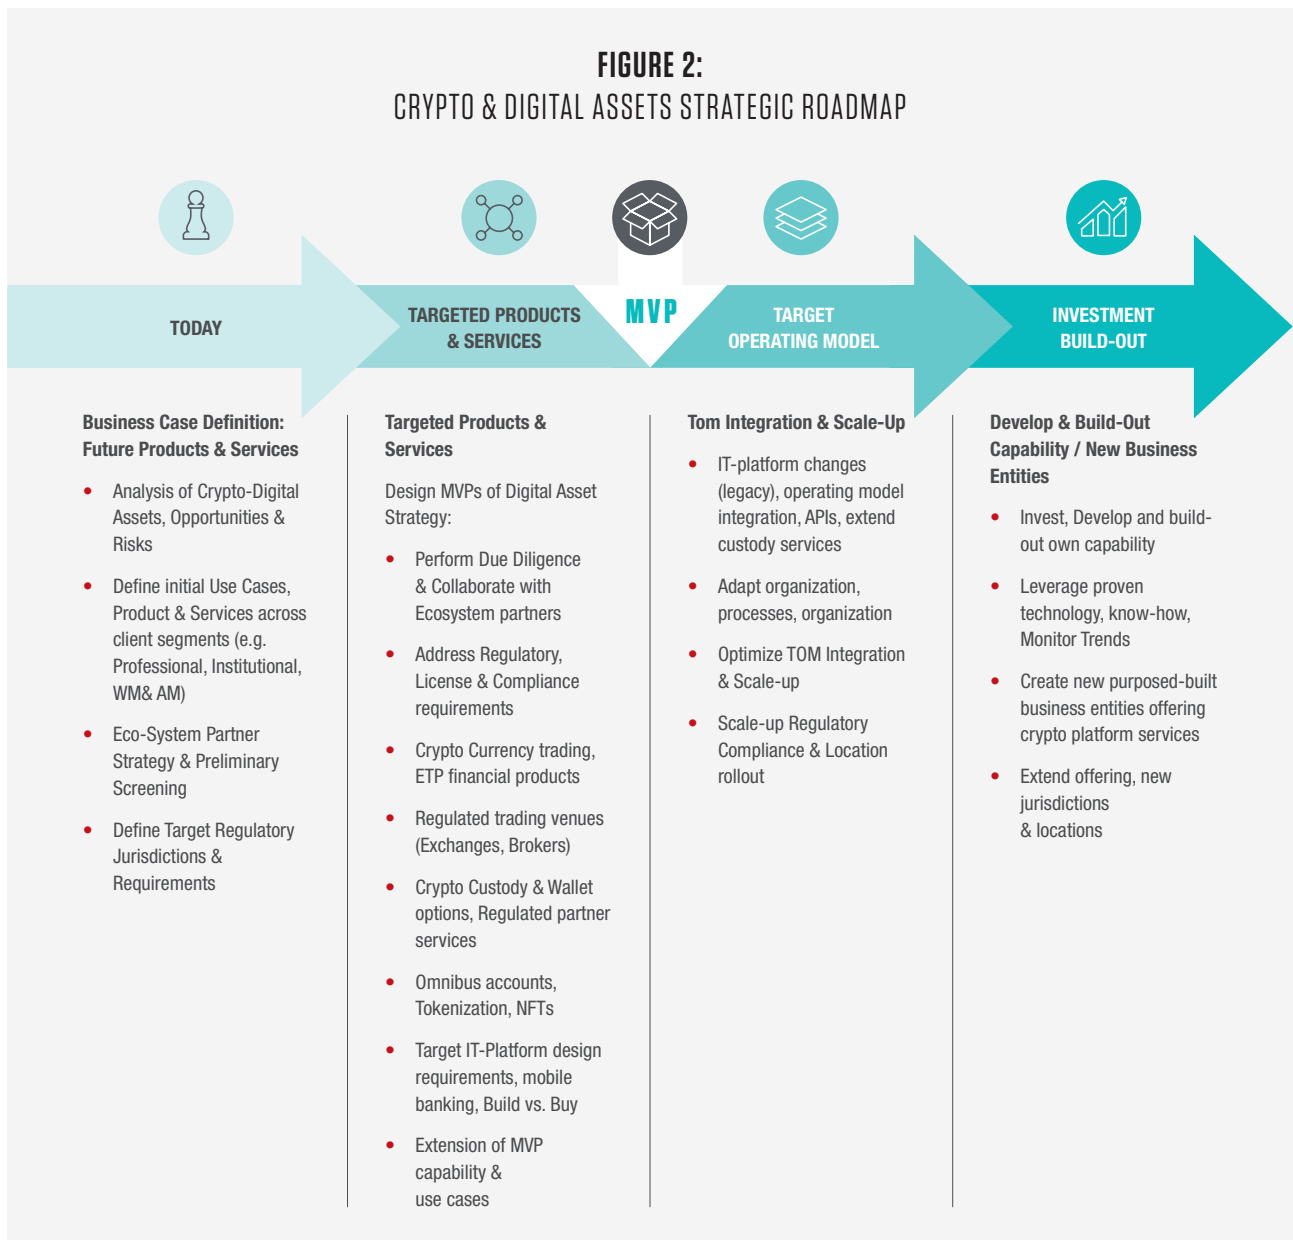 FIGURE 2:
CRYPTO & DIGITAL ASSETS STRATEGIC ROADMAP
TODAY
TARGETED PRODUCTS
& SERVICES
MVP
TARGET
OPERATING MODEL
INVESTMENT
BUILD-OUT
Business Case Definition:
Future Products & Services
• Analysis of Crypto-Digital
Assets, Opportunities &
Risks
• Define initial Use Cases,
Product & Services across
client segments (e.g.
Professional, Institutional,
WM& AM)
• Eco-System Partner
Strategy & Preliminary
Screening
• Define Target Regulatory
Jurisdictions &
Requirements
Targeted Products &
Services
Design MVPs of Digital Asset
Strategy:
• Perform Due Diligence
& Collaborate with
Ecosystem partners
• Address Regulatory,
License & Compliance
requirements
• Crypto Currency trading,
ETP financial products
• Regulated trading venues
(Exchanges, Brokers)
• Crypto Custody & Wallet
options, Regulated partner
services
• Omnibus accounts,
Tokenization, NFTs
• Target IT-Platform design
requirements, mobile
banking, Build vs. Buy
• Extension of MVP
capability &
use cases
Tom Integration & Scale-Up
• IT-platform changes
(legacy), operating model
integration, APIs, extend
custody services
• Adapt organization,
processes, organization
• Optimize TOM Integration
& Scale-up
• Scale-up Regulatory
Compliance & Location
rollout
Develop & Build-Out
Capability / New Business
Entities
• Invest, Develop and build-
out own capability
• Leverage proven
technology, know-how,
Monitor Trends
• Create new purposed-built
business entities offering
crypto platform services
• Extend offering, new
jurisdictions
& locations